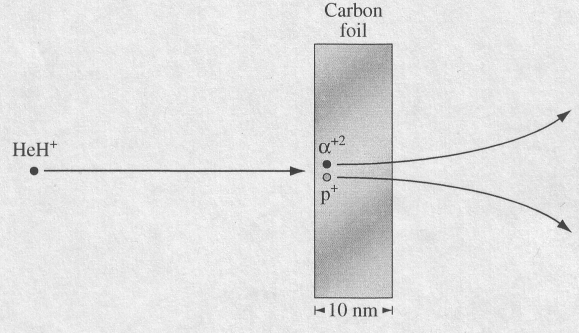 Carbon
foil
HeH⁺
α⁺²
p⁺
10 nm